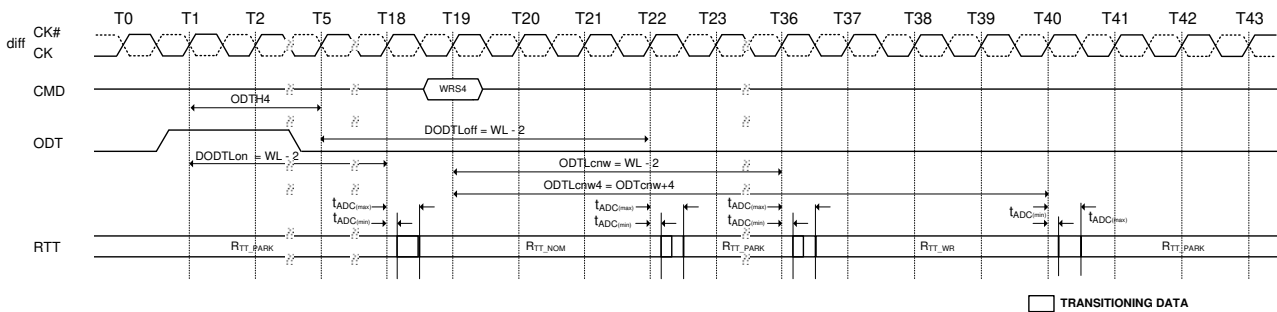 T0 T1 T2 T5 T18 T19 T20 T21 T22 T23 T36 T37 T38 T39 T40 T41 T42 T43
diff CK#
CK
CMD WRS4
ODTH4
DODTLoff = WL - 2
ODT
DODTLon = WL - 2
ODTLcnw = WL - 2
ODTLcnw4 = ODTcnw+4
tADC(max) tADC(max) tADC(max)
tADC(min) tADC(min) tADC(min) tADC(min) tADC(max)
RTT RTT_PARK RTT_NOM RTT_PARK RTT_WR RTT_PARK
TRANSITIONING DATA